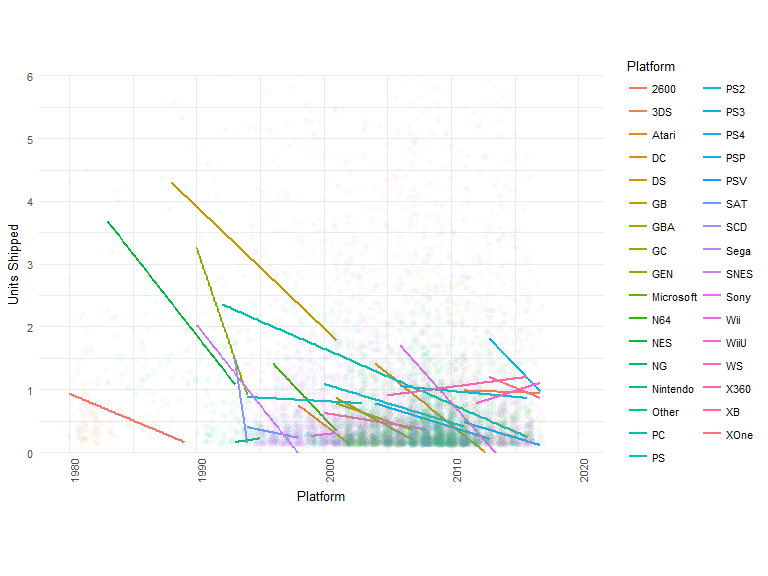 Platform
2600
3DS
Atari
DC
DS
GB
GBA
GC
GEN
Microsoft
N64
NES
NG
Nintendo
Other
PC
PS
PS2
PS3
PS4
PSP
PSV
SAT
SCD
Sega
SNES
Sony
Wii
WiiU
WS
X360
XB
XOne
Units Shipped
6
5
4
3
2
1
0
1980
1990
2000
2010
2020
Platform